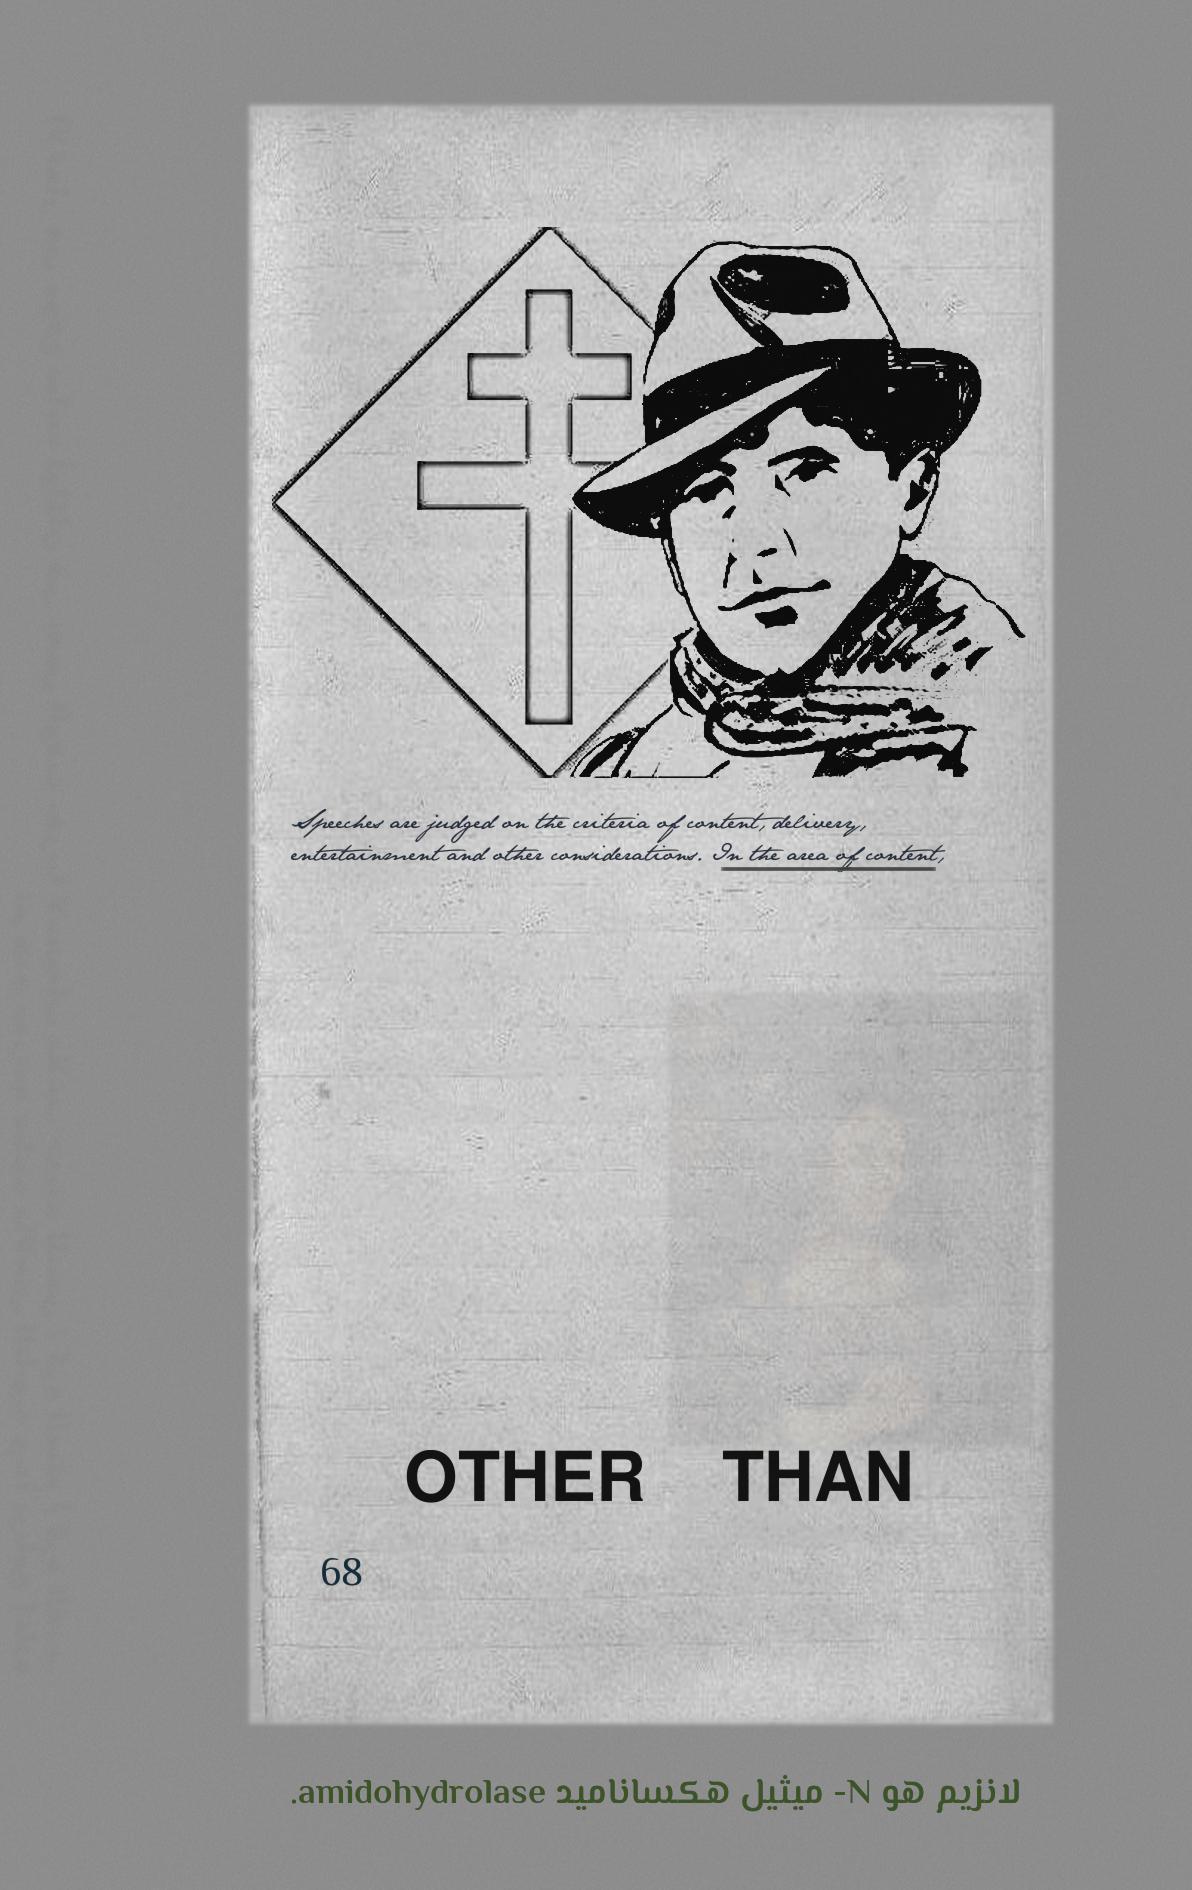 Speeches are judged on the criteria of content, delivery,
entertainment and other considerations. In the area of content,
OTHER THAN
68
لانزيم هو N- ميثيل هكساناميد amidohydrolase.